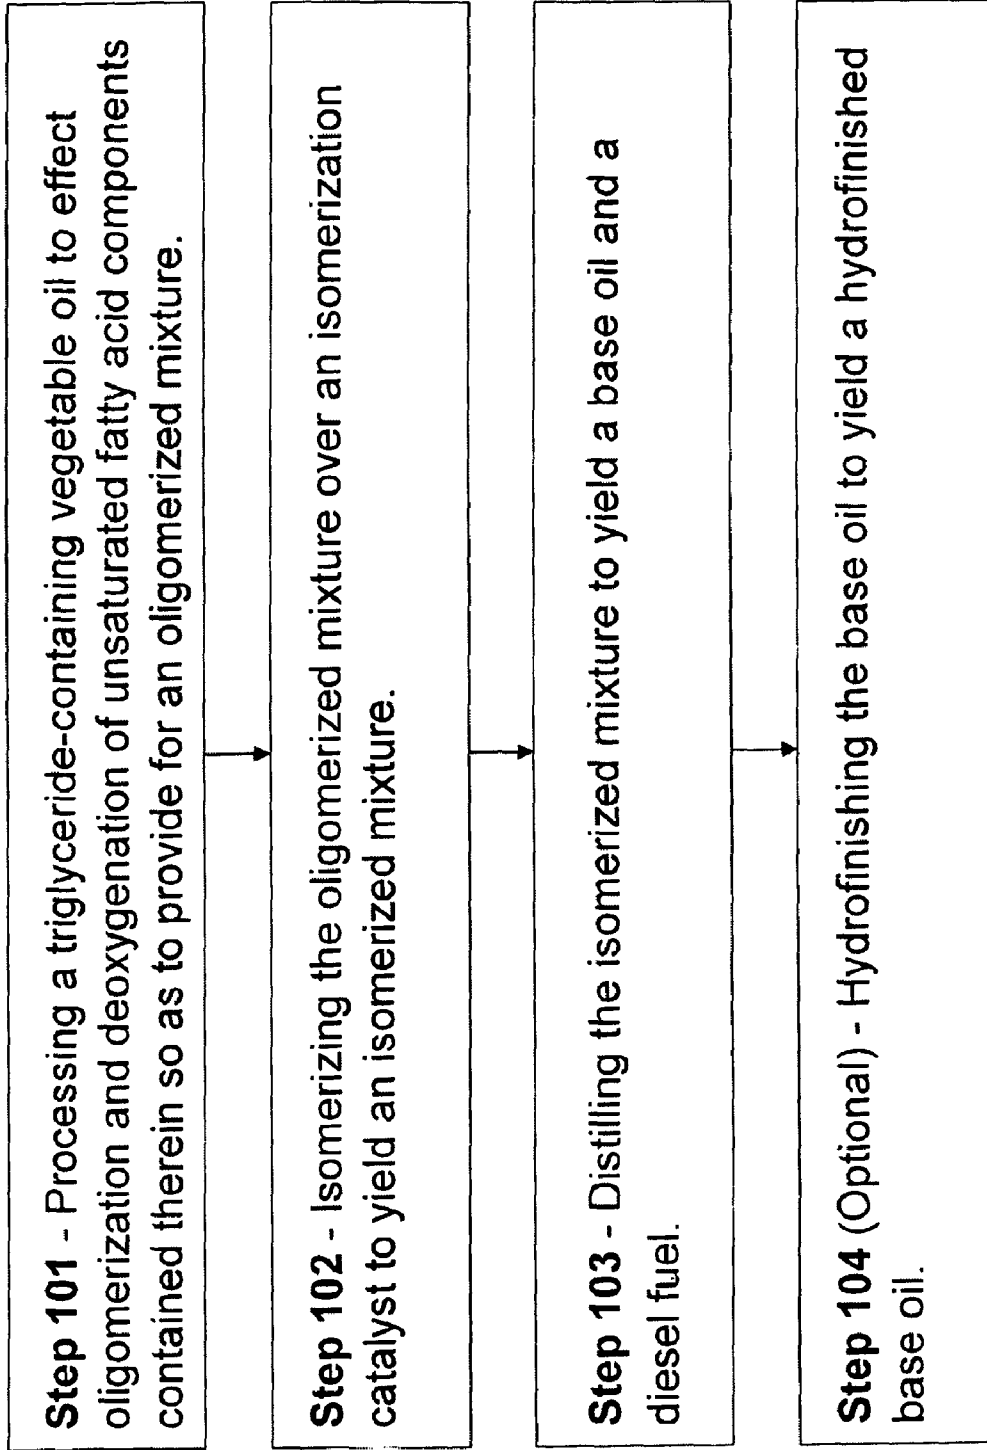 Step 101 - Processing a triglyceride-containing vegetable oil to effect
oligomerization and deoxygenation of unsaturated fatty acid components
contained therein so as to provide for an oligomerized mixture.
Step 102 - Isomerizing the oligomerized mixture over an isomerization
catalyst to yield an isomerized mixture.
Step 103 - Distilling the isomerized mixture to yield a base oil and a
diesel fuel.
Step 104 (Optional) - Hydrofinishing the base oil to yield a hydrofinished
base oil.